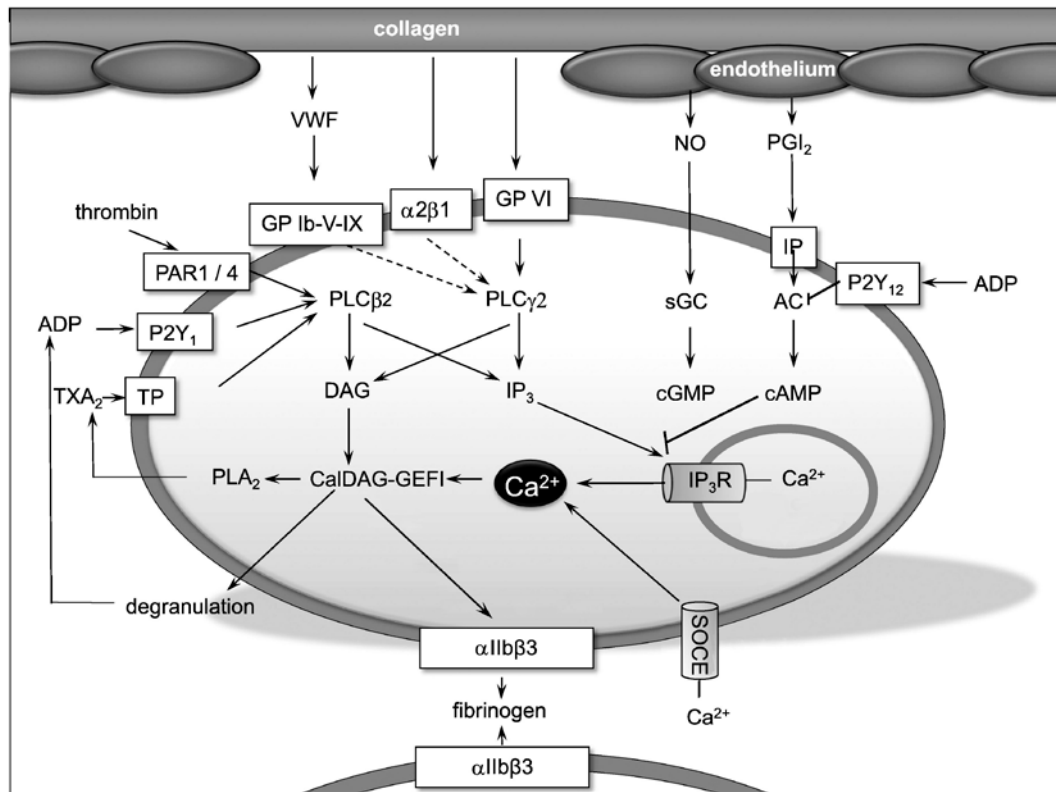 collagen
endothelium
VWF
NO
PGI₂
GP Ib-V-IX
α2β1
GP VI
thrombin
PAR1 / 4
IP
P2Y₁₂
ADP
PLCβ2
PLCγ2
sGC
AC
ADP
P2Y₁
TXA₂
TP
DAG
IP₃
cGMP
cAMP
PLA₂
CalDAG-GEFI
Ca²⁺
IP₃R
Ca²⁺
degranulation
αIIbβ3
SOCE
fibrinogen
Ca²⁺
αIIbβ3